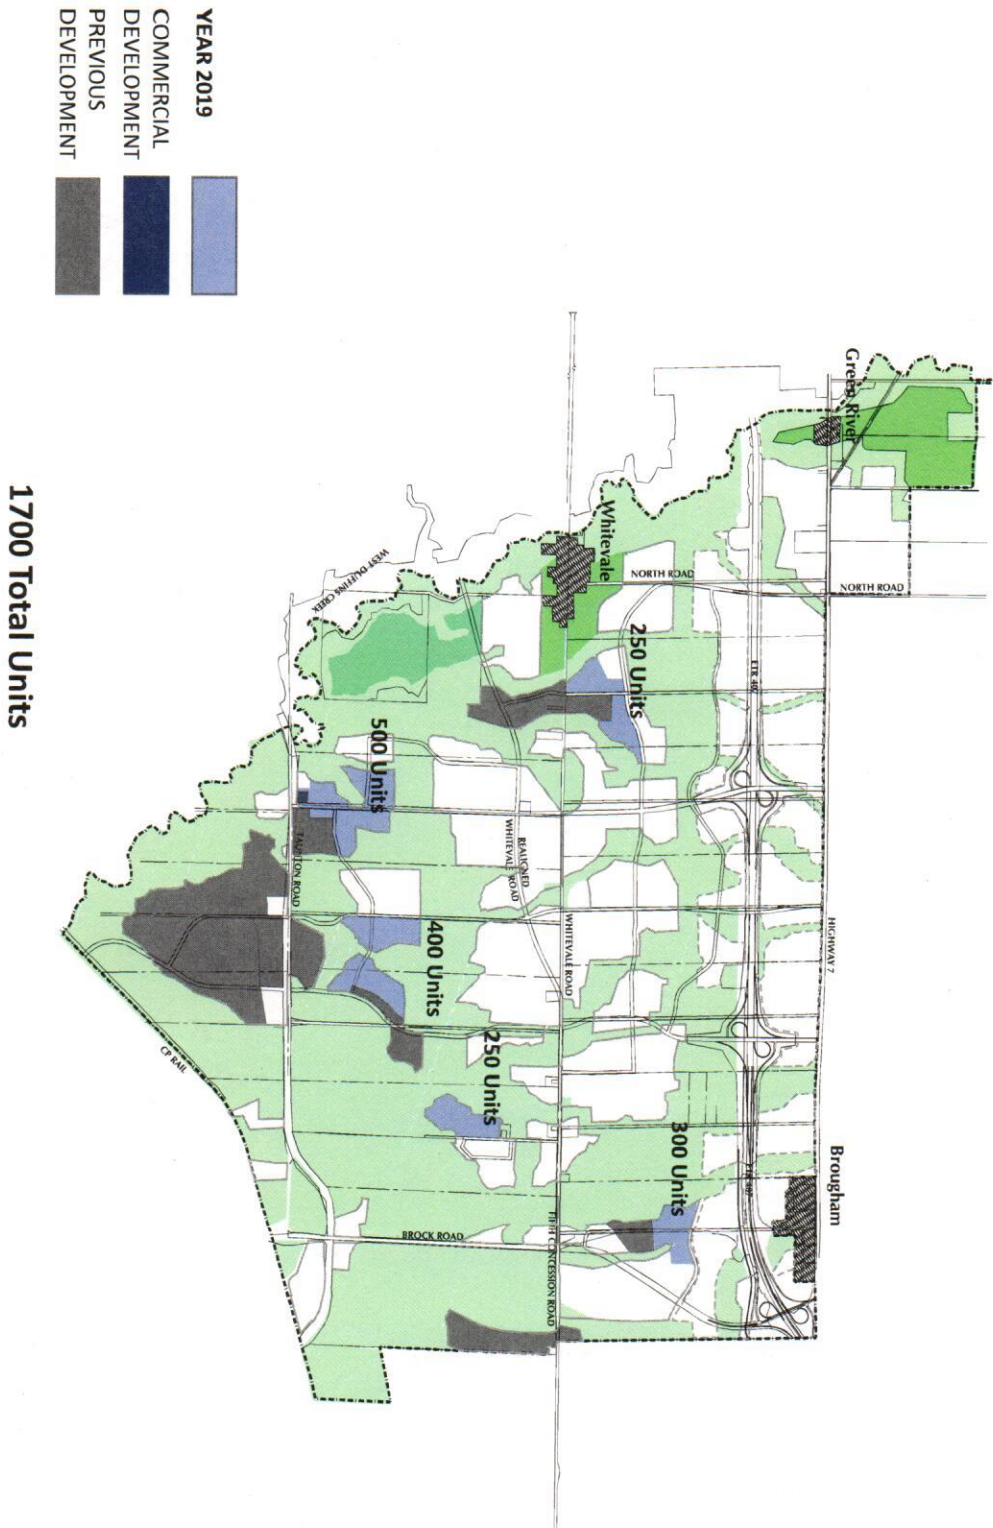 Green River
Brougham
HIGHWAY 7
NORTH ROAD
NORTH ROAD
ETR 407
ETR 407
Whitevale
250 Units
300 Units
WHITEVALE ROAD
FIFTH CONCESSION ROAD
REALIGNED
WHITEVALE ROAD
250 Units
400 Units
500 Units
BROCK ROAD
WEST DUFFINS CREEK
TAUNTON ROAD
CP RAIL
YEAR 2019
COMMERCIAL
DEVELOPMENT
PREVIOUS
DEVELOPMENT
1700 Total Units